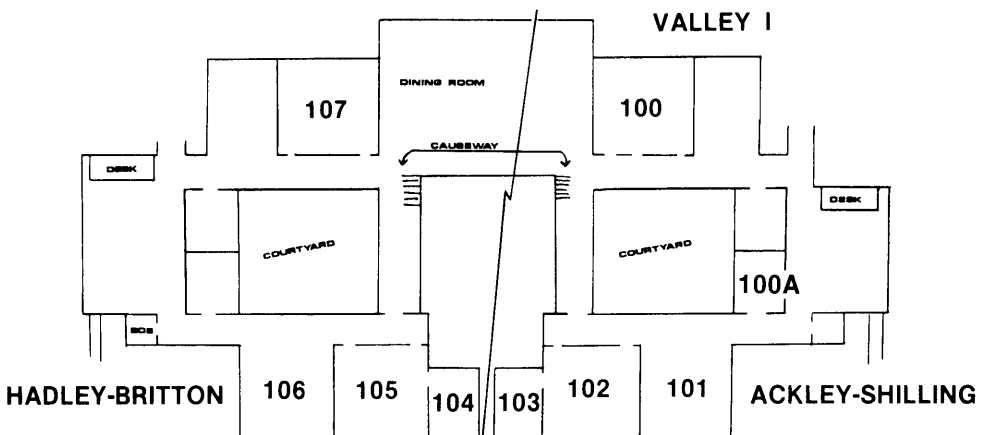 VALLEY I
DINING ROOM
107
100
CAUSEWAY
DESK
DESK
COURTYARD
COURTYARD
100A
HADLEY-BRITTON
106
105
104
103
102
101
ACKLEY-SHILLING